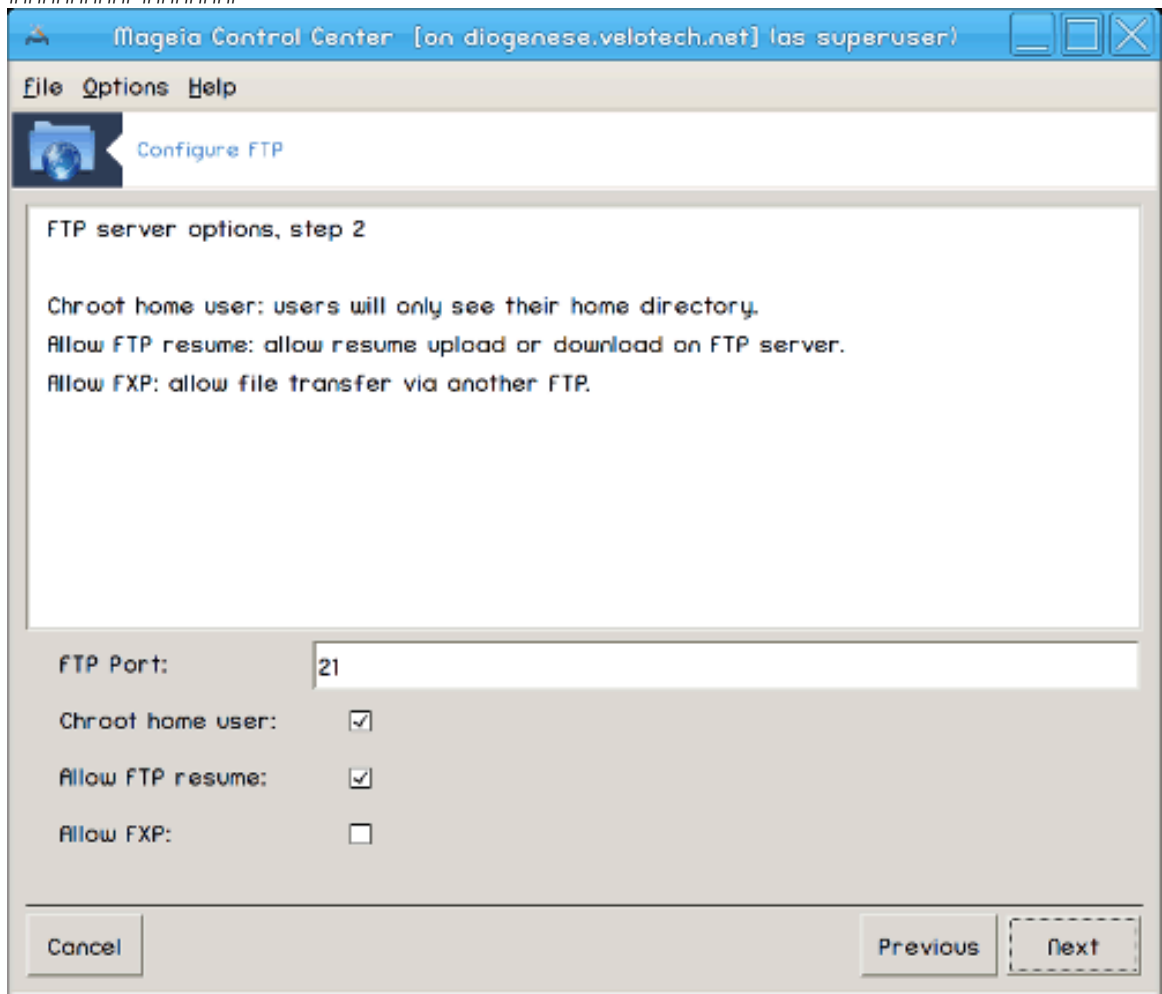 Mageia Control Center [on diogenese.velotech.net] (as superuser)
File Options Help
Configure FTP
FTP server options, step 2
Chroot home user: users will only see their home directory.
Allow FTP resume: allow resume upload or download on FTP server.
Allow FXP: allow file transfer via another FTP.
FTP Port: 21
Chroot home user:
Allow FTP resume:
Allow FXP:
Cancel Previous Next